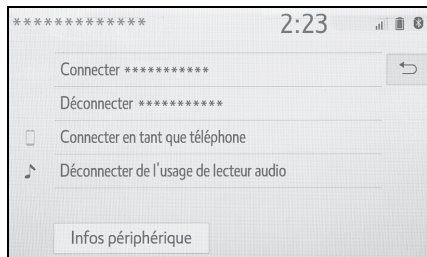 ************* 2:23
Connecter ***********
Déconnecter ***********
Connecter en tant que téléphone
Déconnecter de l'usage de lecteur audio
Infos périphérique